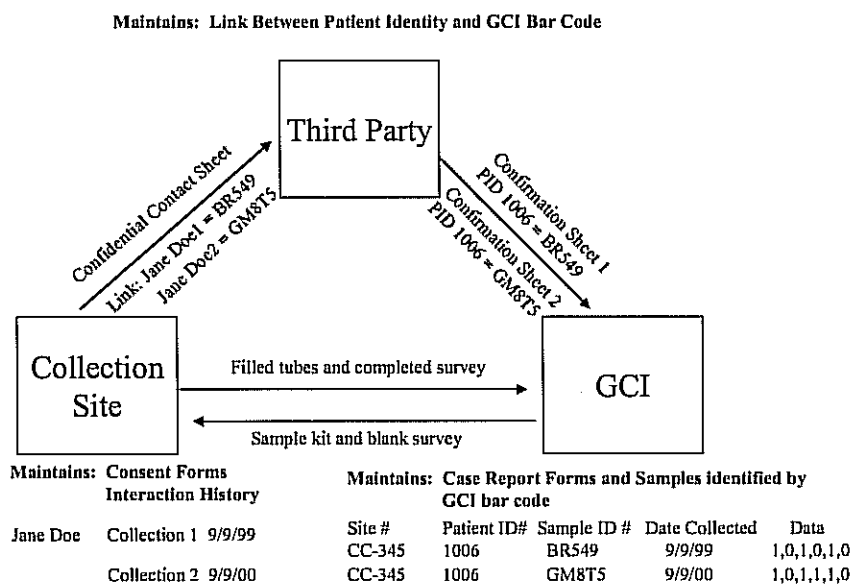 Maintains: Link Between Patient Identity and GCI Bar Code
Third Party
Confidential Contact Sheet
Link: Jane Doe1 = BR549
Jane Doe2 = GM8T5
Confirmation Sheet 1
PID 1006 = BR549
Confirmation Sheet 2
PID 1006 = GM8T5
Collection
Site
Filled tubes and completed survey
GCI
Sample kit and blank survey
Maintains: Consent Forms
Interaction History
Jane Doe Collection 1 9/9/99
Collection 2 9/9/00
Maintains: Case Report Forms and Samples identified by
GCI bar code
Site # Patient ID# Sample ID # Date Collected Data
CC-345 1006 BR549 9/9/99 1,0,1,0,1,0
CC-345 1006 GM8T5 9/9/00 1,0,1,1,1,0